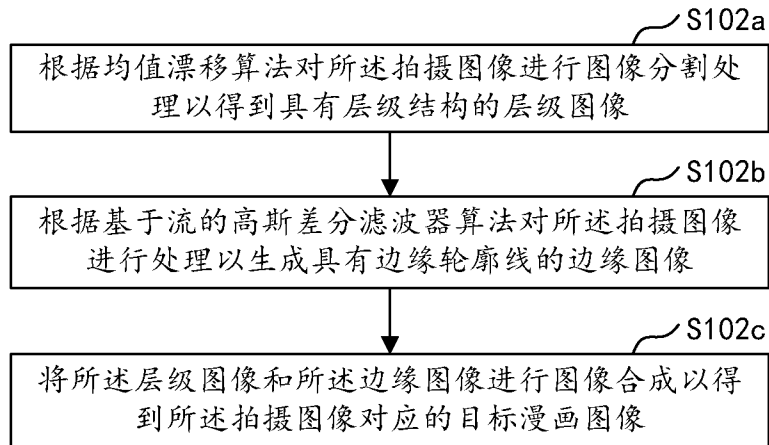 S102a
根据均值漂移算法对所述拍摄图像进行图像分割处
理以得到具有层级结构的层级图像
S102b
根据基于流的高斯差分滤波器算法对所述拍摄图像
进行处理以生成具有边缘轮廓线的边缘图像
S102c
将所述层级图像和所述边缘图像进行图像合成以得
到所述拍摄图像对应的目标漫画图像